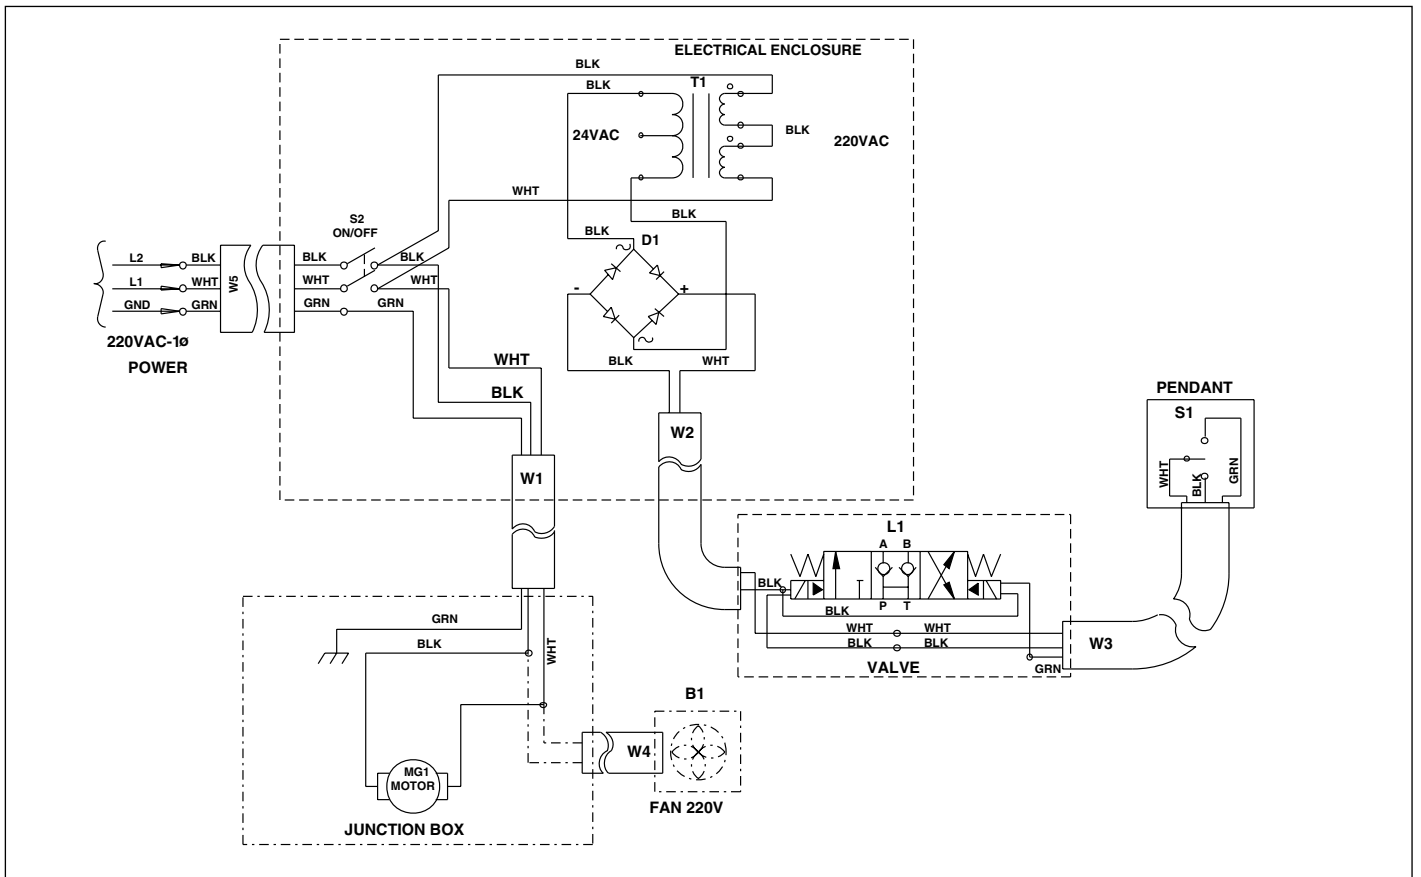 ELECTRICAL ENCLOSURE
BLK
T1
BLK
24VAC
BLK
220VAC
WHT
S2
ON/OFF
BLK
BLK
D1
L2
BLK
BLK
BLK
L1
WHT
W5
WHT
WHT
-
+
GND
GRN
GRN
GRN
220VAC-1ø
POWER
WHT
BLK
WHT
BLK
W2
W1
PENDANT
S1
WHT
BLK
GRN
L1
A B
BLK
P T
BLK
WHT
WHT
BLK
BLK
VALVE
GRN
W3
GRN
BLK
WHT
B1
W4
MG1
MOTOR
FAN 220V
JUNCTION BOX